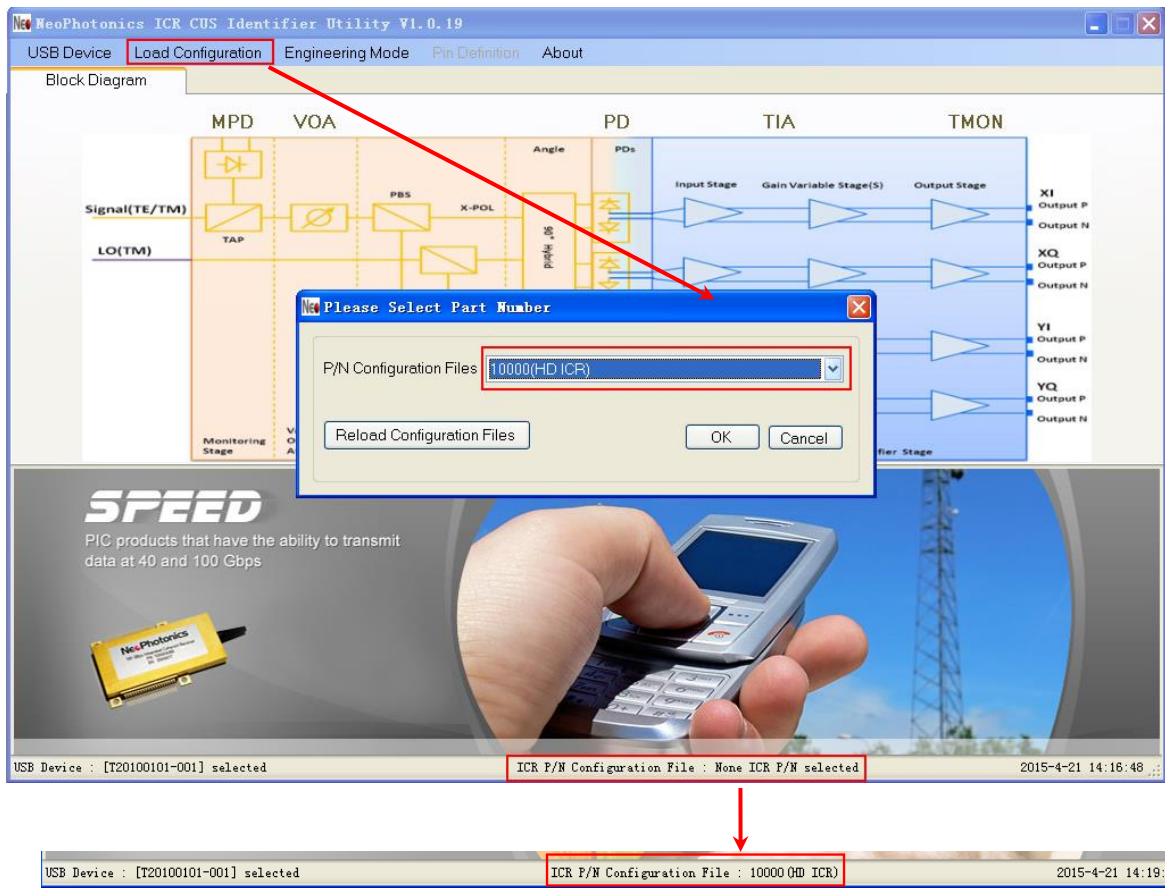 NeoPhotonics ICR CUS Identifier Utility V1.0.19
USB Device Load Configuration Engineering Mode Pin Definition About
Block Diagram
MPD VOA PD TIA TMON
Angle PDs
Input Stage Gain Variable Stage(S) Output Stage
PBS
X-POL
Signal(TE/TM)
TAP
LO(TM)
90° Hybrid
XI
Output P
Output N
XQ
Output P
Output N
YI
Output P
Output N
YQ
Output P
Output N
Neo Please Select Part Number
P/N Configuration Files 10000(HD ICR)
Reload Configuration Files OK Cancel
Monitoring
Stage
SPEED
PIC products that have the ability to transmit
data at 40 and 100 Gbps
NeoPhotonics
USB Device : [T20100101-001] selected ICR P/N Configuration File : None ICR P/N selected 2015-4-21 14:16:48
USB Device : [T20100101-001] selected ICR P/N Configuration File : 10000(HD ICR) 2015-4-21 14:19: